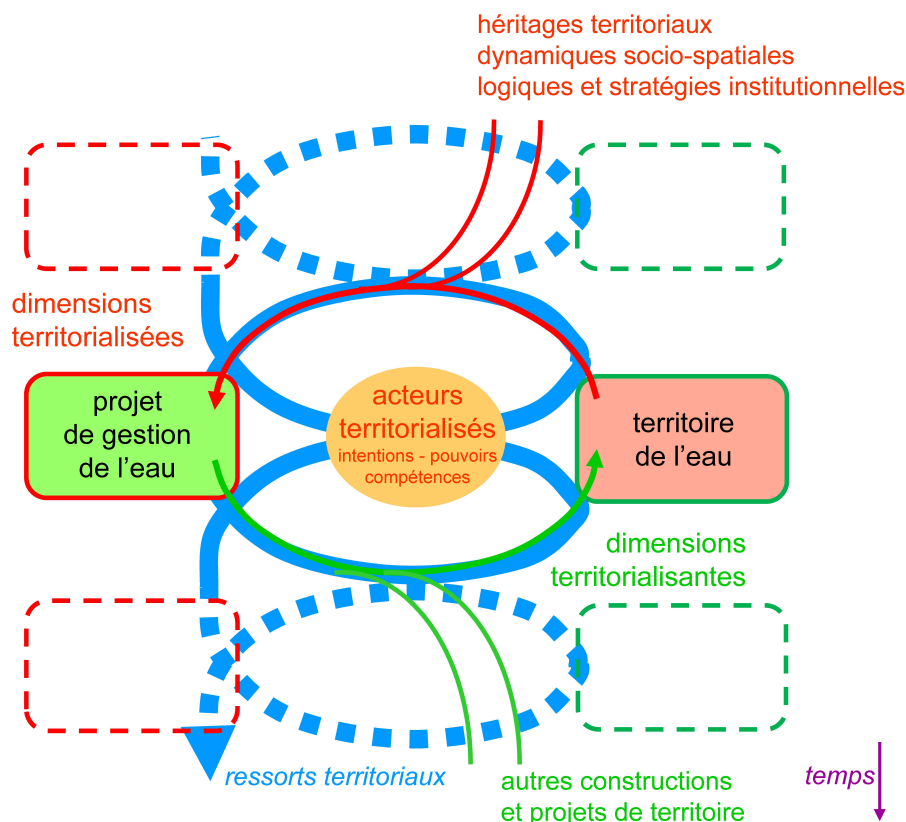 héritages territoriaux
dynamiques socio-spatiales
logiques et stratégies institutionnelles
dimensions
territorialisées
projet
de gestion
de l’eau
acteurs
territorialisés
intentions - pouvoirs
compétences
territoire
de l’eau
dimensions
territorialisantes
ressorts territoriaux
autres constructions
et projets de territoire
temps